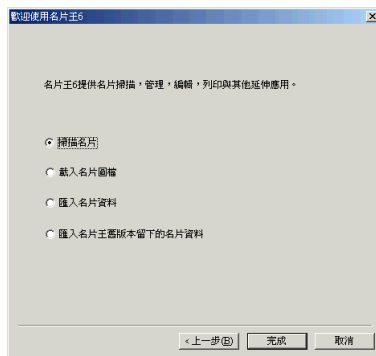 歡迎使用名片王6
名片王6提供名片掃描，管理，編輯，列印與其他延伸應用。
掃描名片
載入名片圖檔
匯入名片資料
匯入名片王舊版本留下的名片資料
<上一步(B)
完成
取消